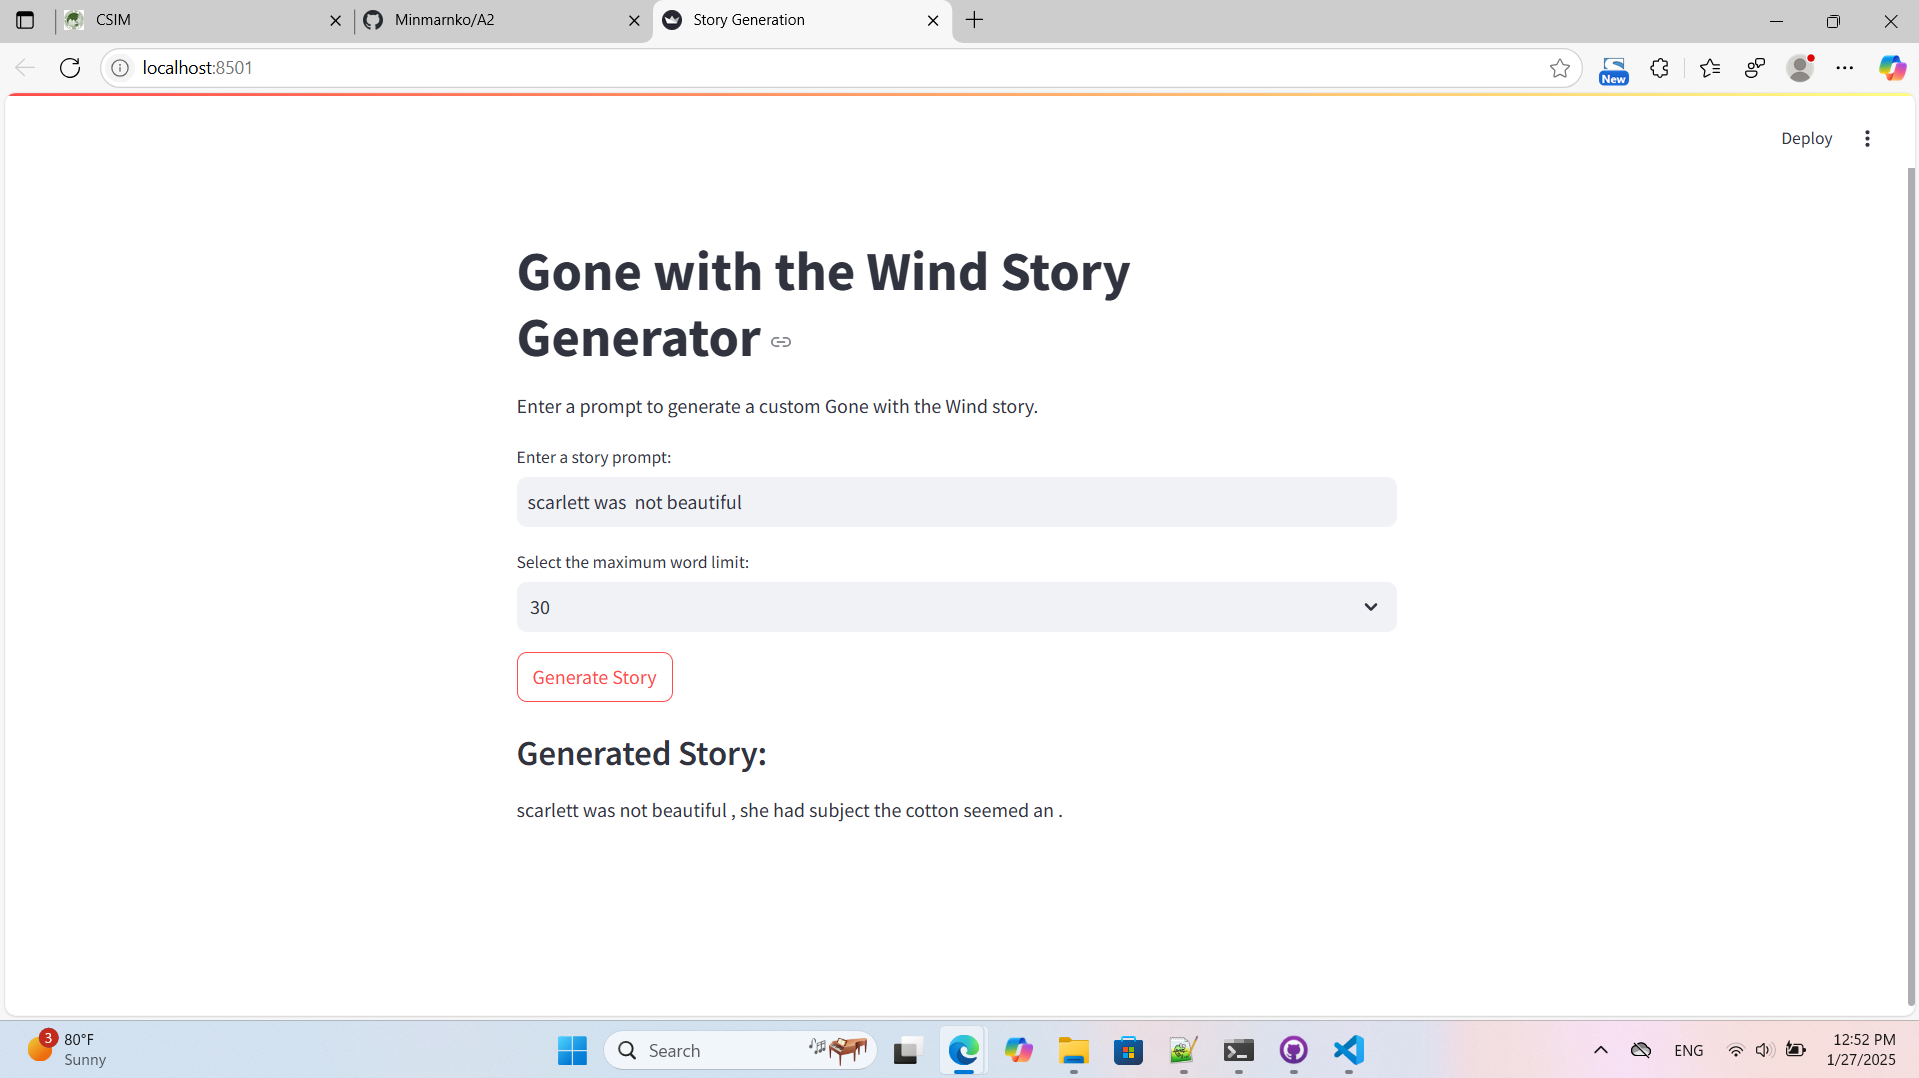 CSIM
Minmarnko/A2
Story Generation
localhost:8501
New
Deploy
Gone with the Wind Story
Generator
Enter a prompt to generate a custom Gone with the Wind story.
Enter a story prompt:
scarlett was  not beautiful
Select the maximum word limit:
30
Generate Story
Generated Story:
scarlett was not beautiful , she had subject the cotton seemed an .
3
80°F
Sunny
Search
ENG
12:52 PM
1/27/2025